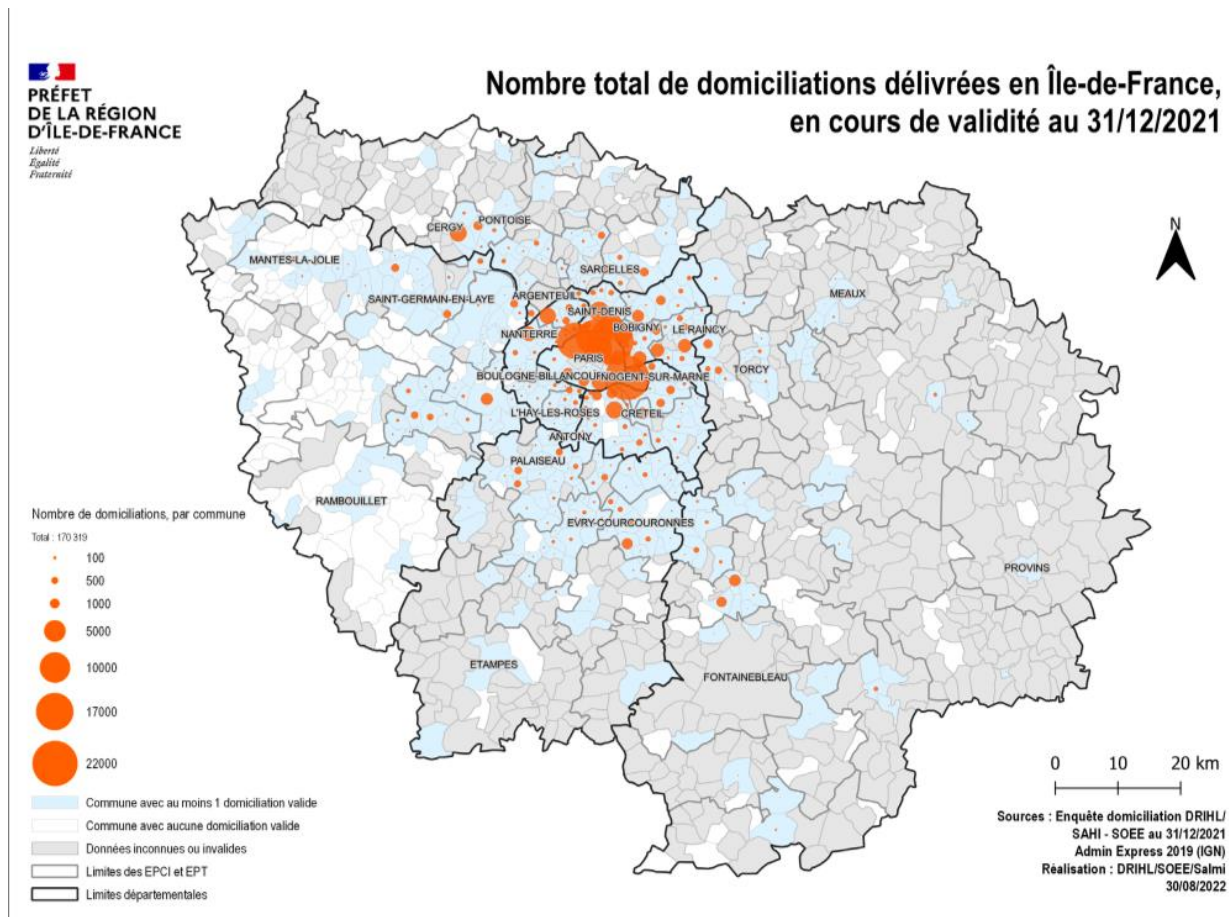 PRÉFET
DE LA RÉGION
D'ÎLE-DE-FRANCE
Liberté
Égalité
Fraternité
Nombre total de domiciliations délivrées en Île-de-France,
en cours de validité au 31/12/2021
N
CERGY
PONTOISE
MANTES-LA-JOLIE
SARCELLES
SAINT-GERMAIN-EN-LAYE
ARGENTEUIL
MEAUX
SAINT-DENIS
BOBIGNY
LE RAINCY
NANTERRE
PARIS
TORCY
BOULOGNE-BILLANCOUR
NOGENT-SUR-MARNE
L'HAY-LES-ROSES
CRETEIL
ANTONY
PALAISEAU
RAMBOUILLET
EVRY-COURCOURONNES
PROVINS
ETAMPES
FONTAINEBLEAU
Nombre de domiciliations, par commune
Total : 170 319
100
500
1000
5000
10000
17000
22000
Commune avec au moins 1 domiciliation valide
Commune avec aucune domiciliation valide
Données inconnues ou invalides
Limites des EPCI et EPT
Limites départementales
0 10 20 km
Sources : Enquête domiciliation DRIHL/
SAHI - SOEE au 31/12/2021
Admin Express 2019 (IGN)
Réalisation : DRIHL/SOEE/Salmi
30/08/2022